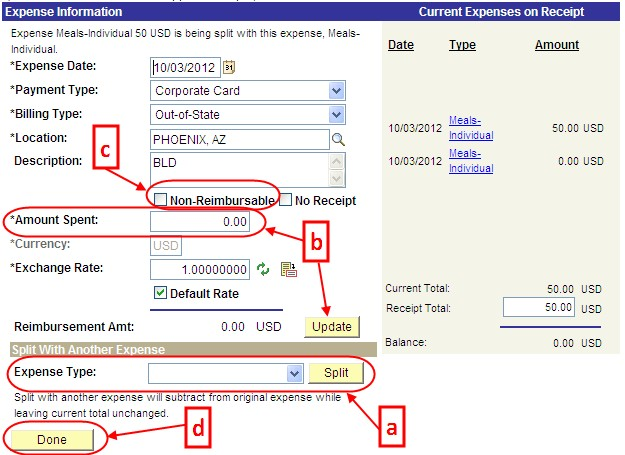 Expense Information
Current Expenses on Receipt
Expense Meals-Individual 50 USD is being split with this expense, Meals-
Individual.
Date Type Amount
*Expense Date: 10/03/2012 31
*Payment Type: Corporate Card
*Billing Type: Out-of-State
10/03/2012 Meals-Individual 50.00 USD
*Location: PHOENIX, AZ
c
Description: BLD
10/03/2012 Meals-Individual 0.00 USD
Non-Reimbursable No Receipt
*Amount Spent: 0.00
b
*Currency: USD
*Exchange Rate: 1.00000000
Default Rate
Current Total: 50.00 USD
Receipt Total: 50.00 USD
Reimbursement Amt: 0.00 USD Update
Balance: 0.00 USD
Split With Another Expense
Expense Type: Split
Split with another expense will subtract from original expense while
leaving current total unchanged.
a
d
Done